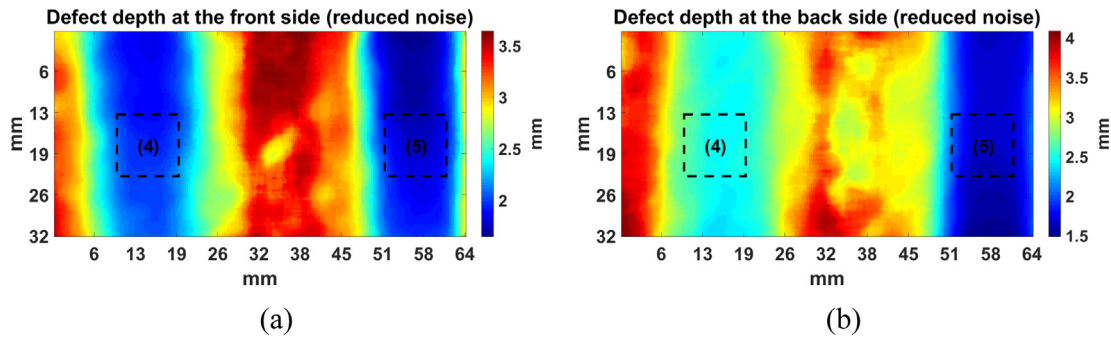 Defect depth at the front side (reduced noise)
mm
6
13
19
26
32
(4)
(5)
6 13 19 26 32 38 45 51 58 64
mm
3.5
3
2.5
2
mm
(a)
Defect depth at the back side (reduced noise)
mm
6
13
19
26
32
(4)
(5)
6 13 19 26 32 38 45 51 58 64
mm
4
3.5
3
2.5
2
1.5
mm
(b)